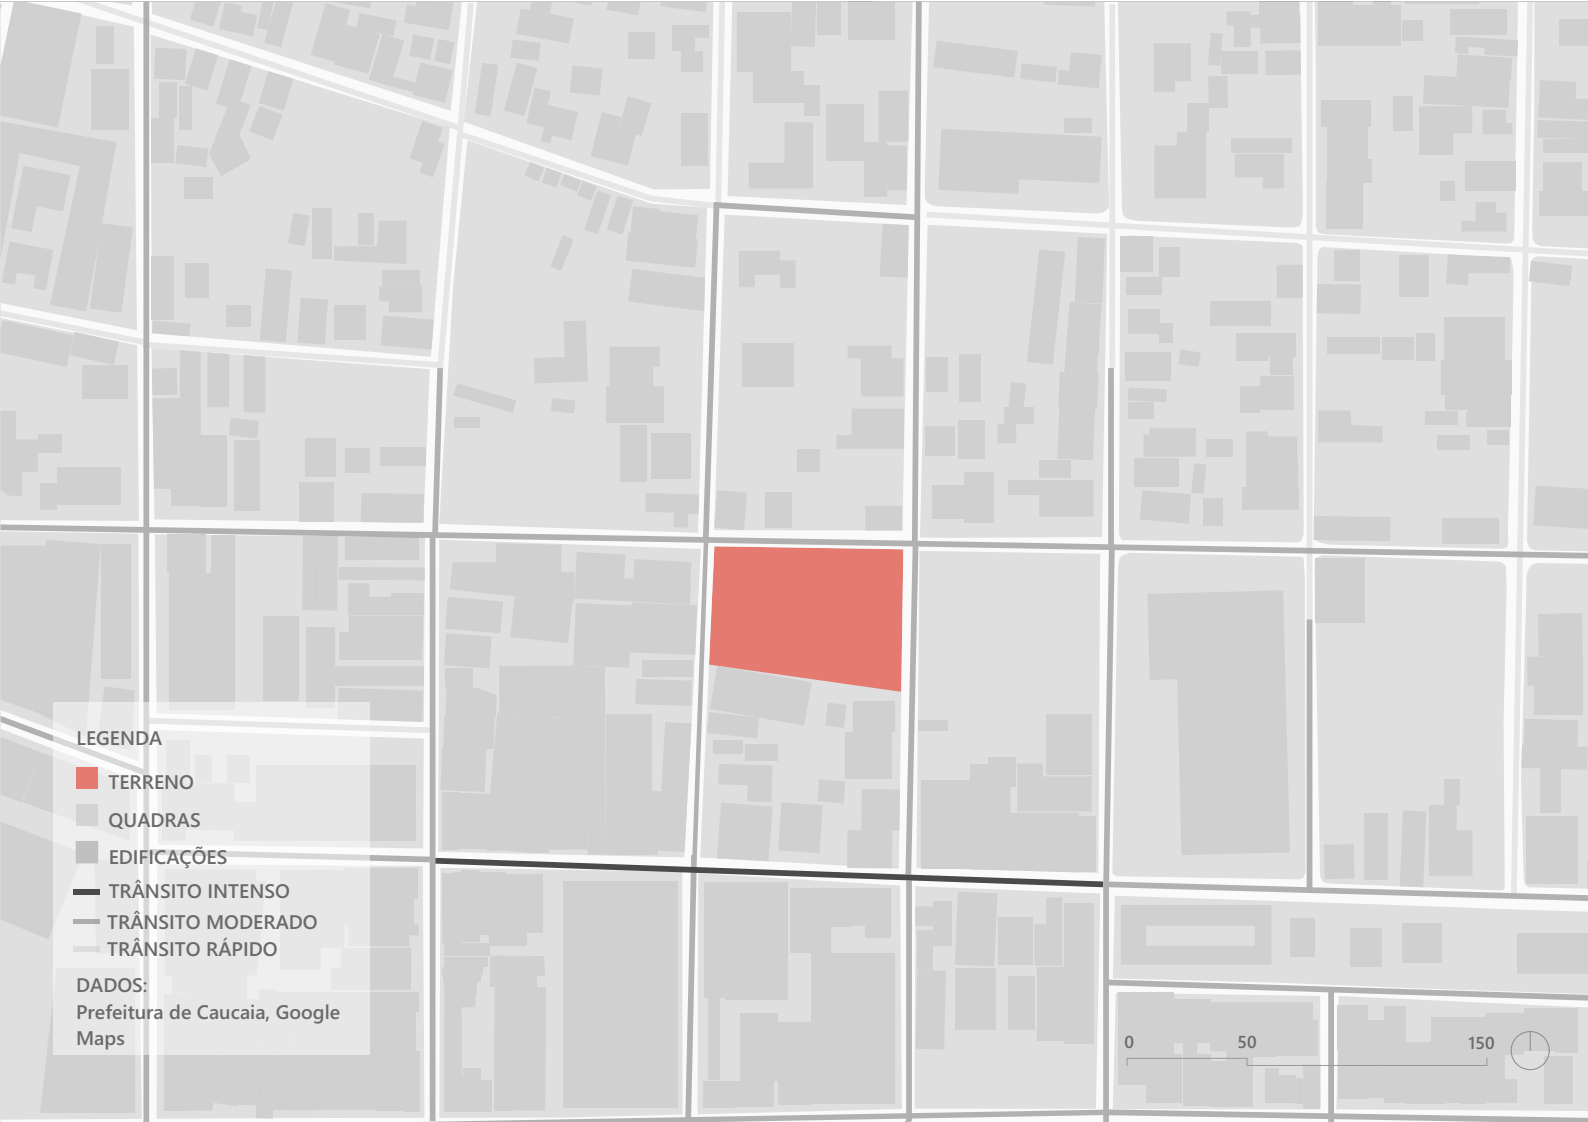 LEGENDA
TERRENO
QUADRAS
EDIFICAÇÕES
TRÂNSITO INTENSO
TRÂNSITO MODERADO
TRÂNSITO RÁPIDO
DADOS:
Prefeitura de Caucaia, Google
Maps
0 50 150